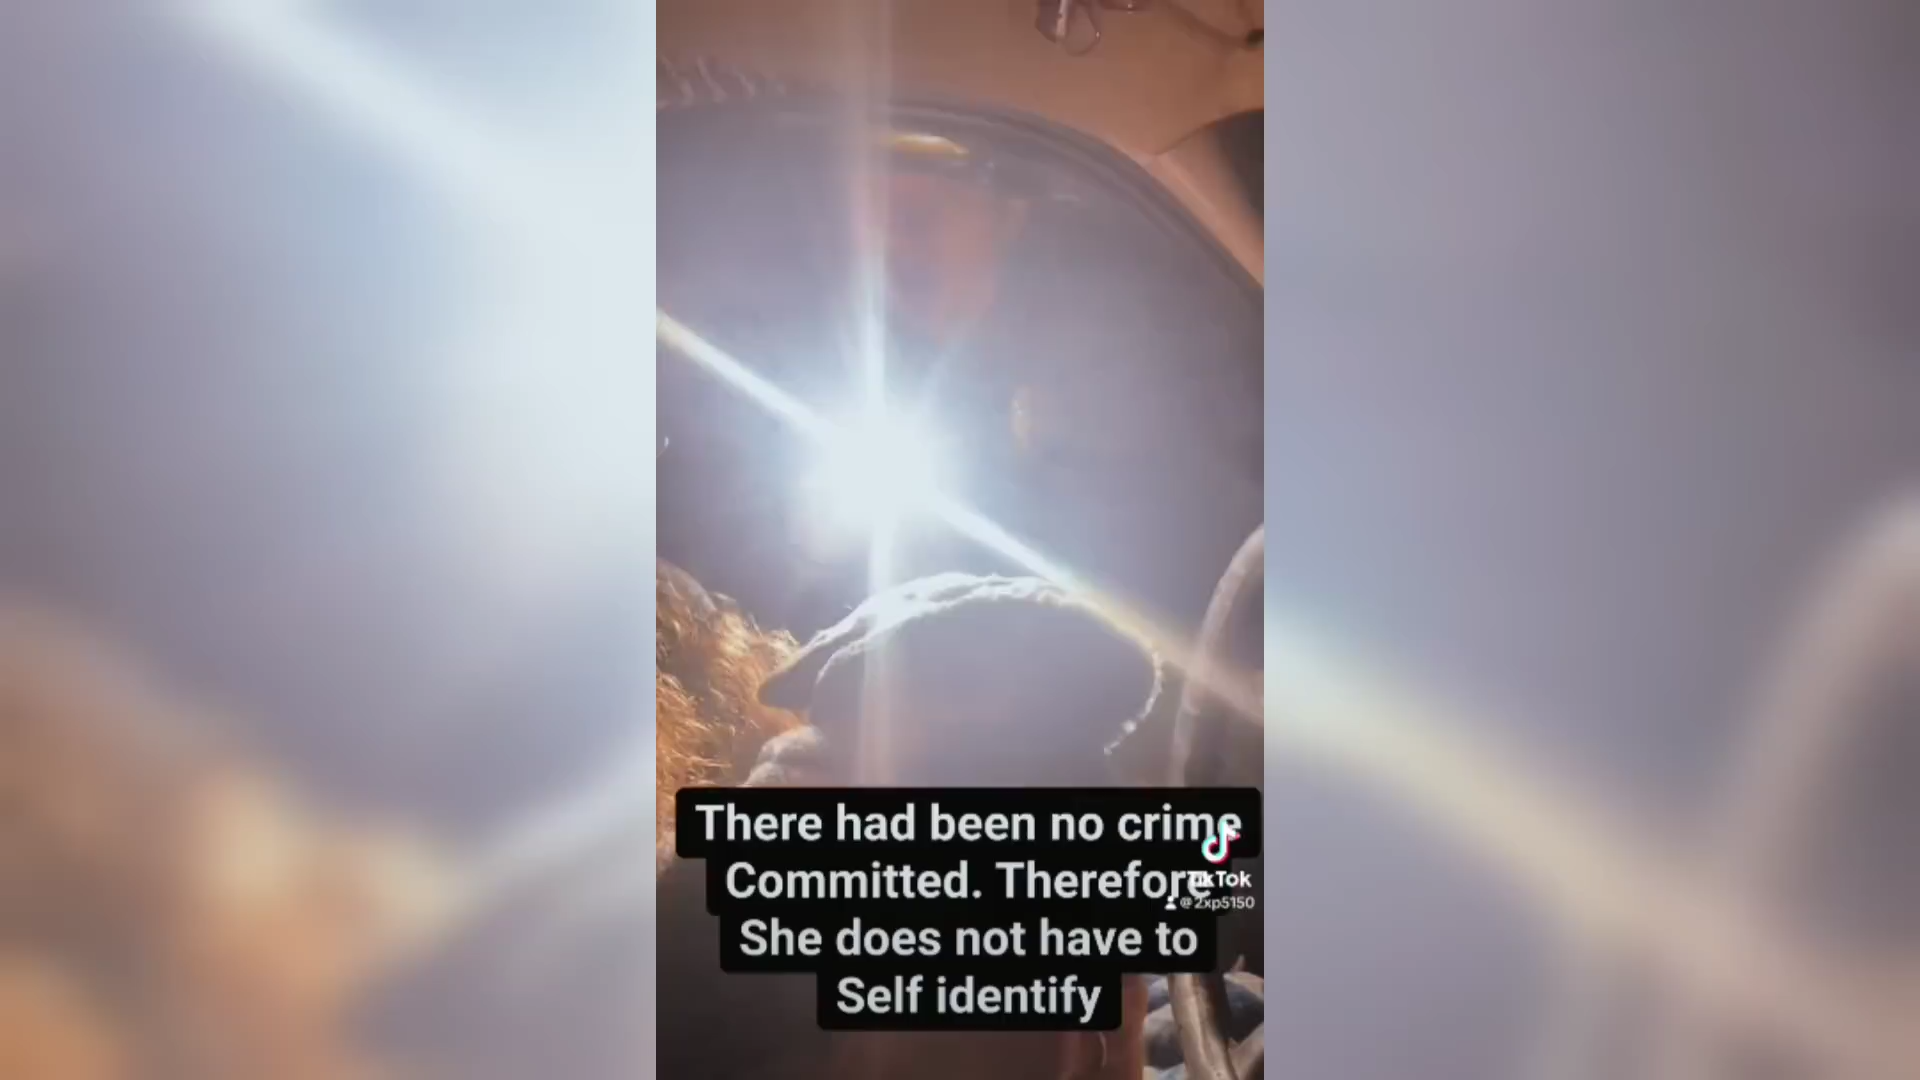 There had been no crime
Committed. Therefore
She does not have to
Self identify
TikTok
@2xp5150